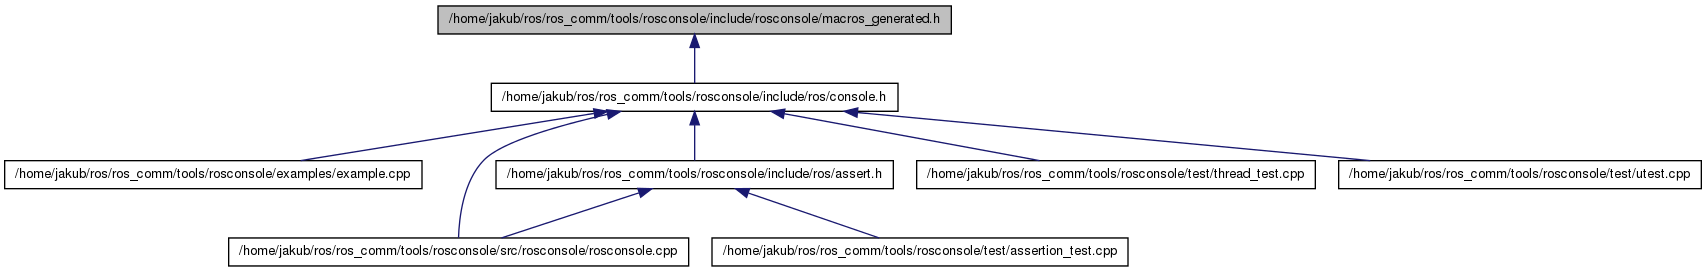 /home/jakub/ros/ros_comm/tools/rosconsole/include/rosconsole/macros_generated.h
/home/jakub/ros/ros_comm/tools/rosconsole/include/ros/console.h
/home/jakub/ros/ros_comm/tools/rosconsole/examples/example.cpp
/home/jakub/ros/ros_comm/tools/rosconsole/include/ros/assert.h
/home/jakub/ros/ros_comm/tools/rosconsole/test/thread_test.cpp
/home/jakub/ros/ros_comm/tools/rosconsole/test/utest.cpp
/home/jakub/ros/ros_comm/tools/rosconsole/src/rosconsole/rosconsole.cpp
/home/jakub/ros/ros_comm/tools/rosconsole/test/assertion_test.cpp